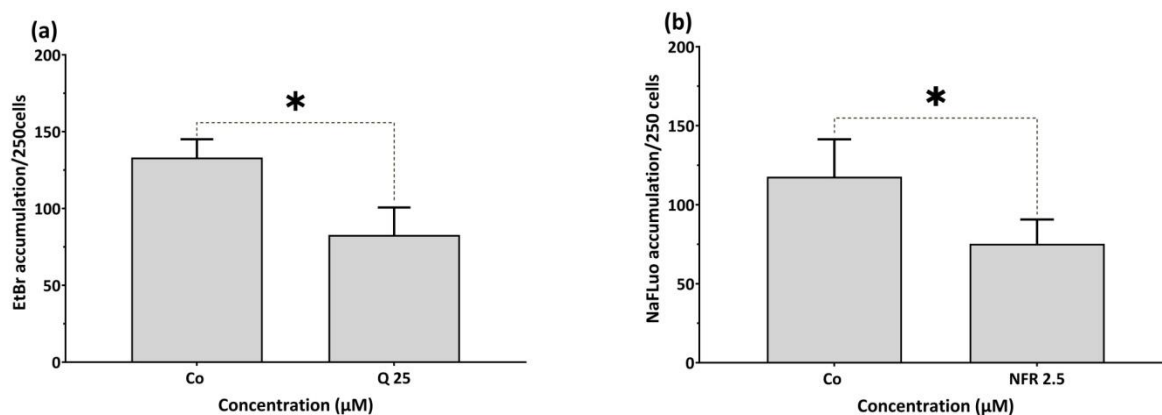 (a)
200
150
100
50
0
EtBr accumulation/250cells
*
Co
Q 25
Concentration (µM)
(b)
200
150
100
50
0
NaFLuo accumulation/250 cells
*
Co
NFR 2.5
Concentration (µM)